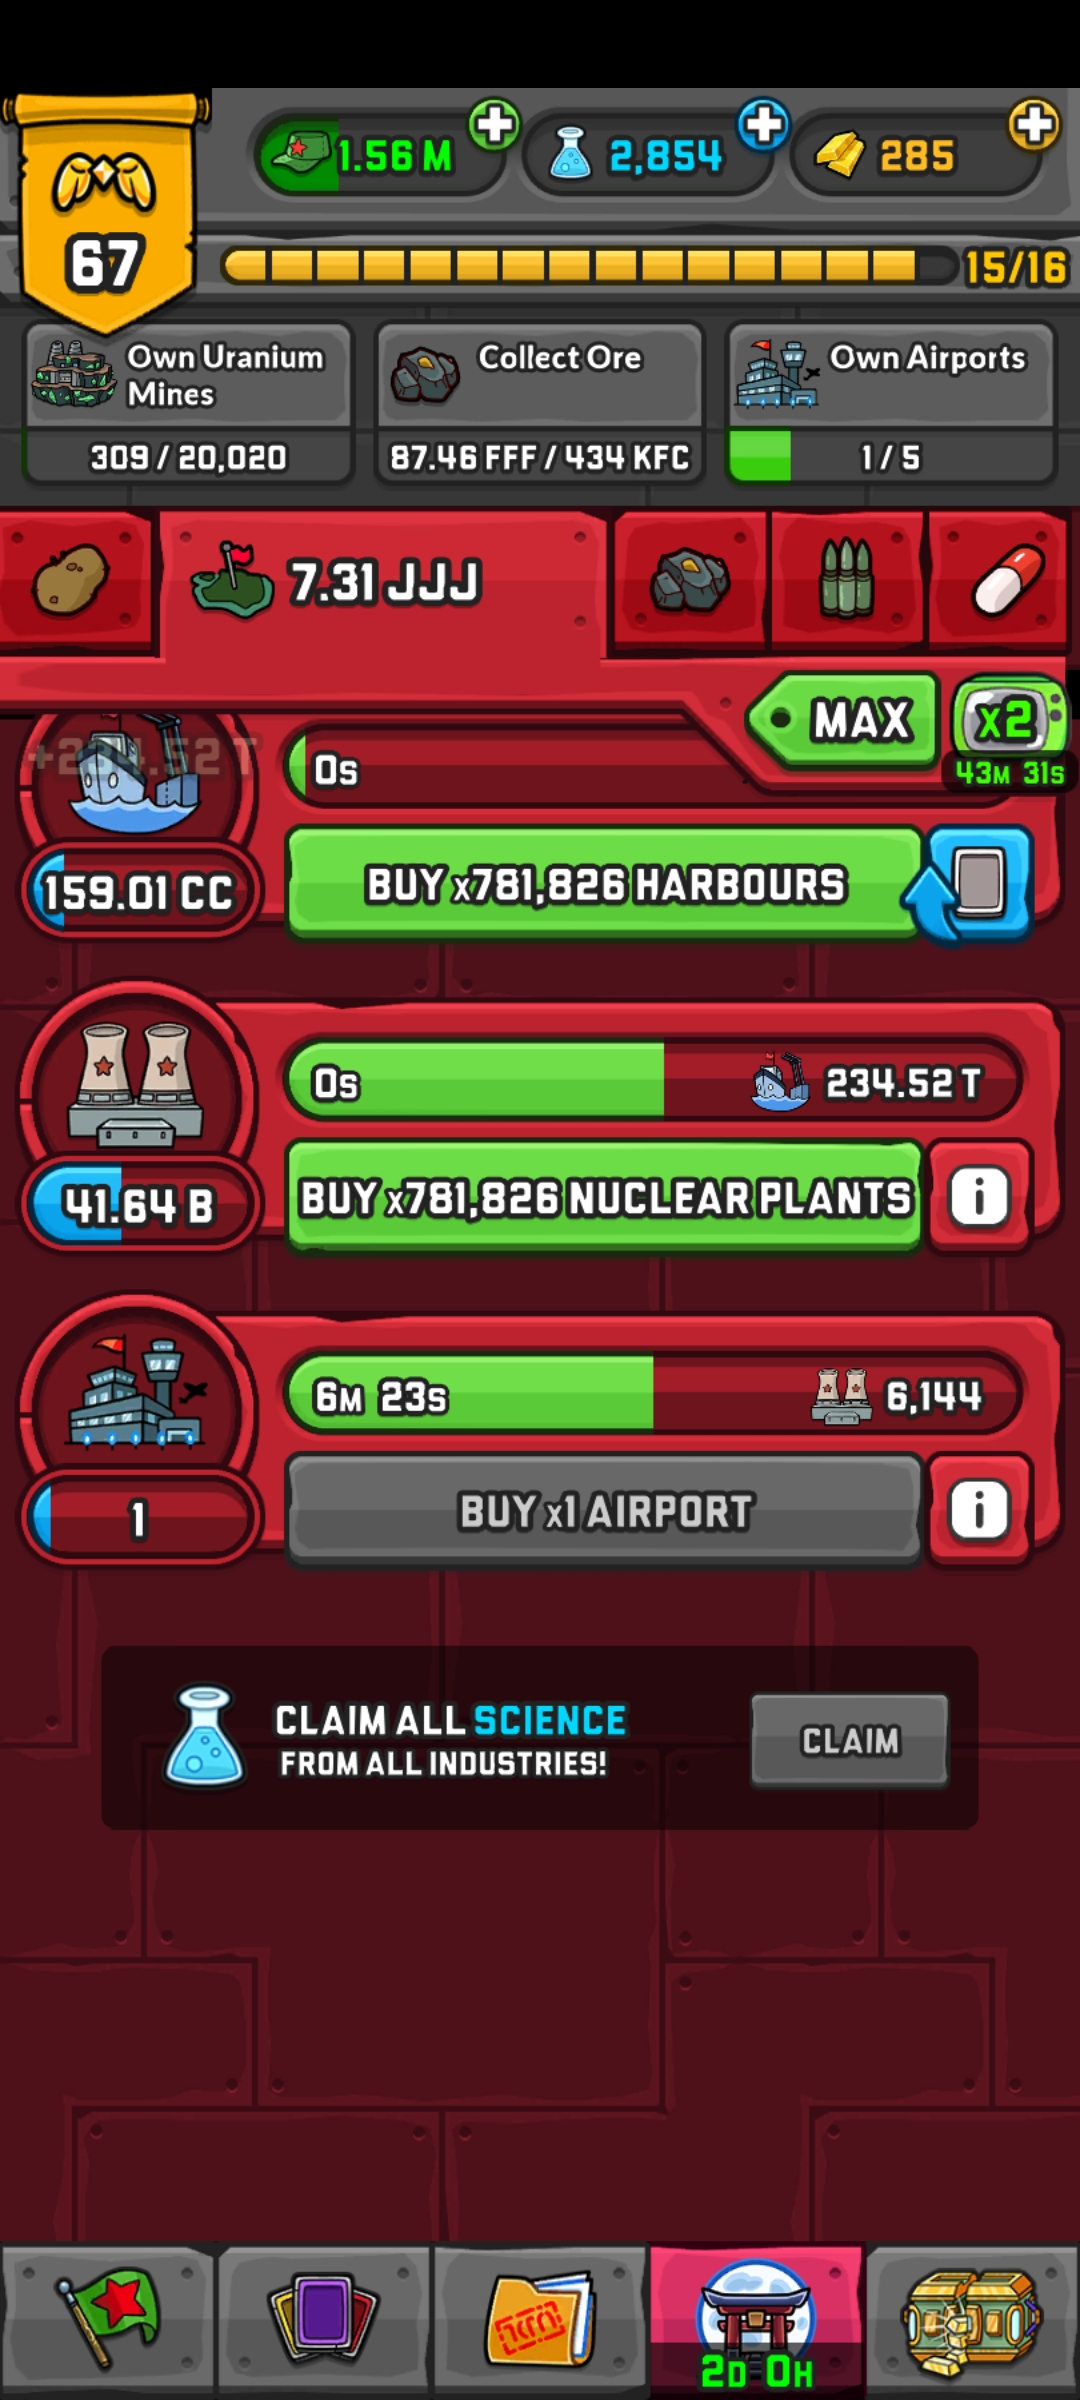 67
1.56 M
2,854
285
15/16
Own Uranium
Mines
309 / 20,020
Collect Ore
87.46 FFF / 434 KFC
Own Airports
1 / 5
7.31 JJJ
MAX
x2
43M 31S
+234.52 T
0s
159.01 CC
BUY x781,826 HARBOURS
0s
234.52 T
41.64 B
BUY x781,826 NUCLEAR PLANTS
i
6M 23s
6,144
1
BUY x1 AIRPORT
i
CLAIM ALL SCIENCE
FROM ALL INDUSTRIES!
CLAIM
2D 0H